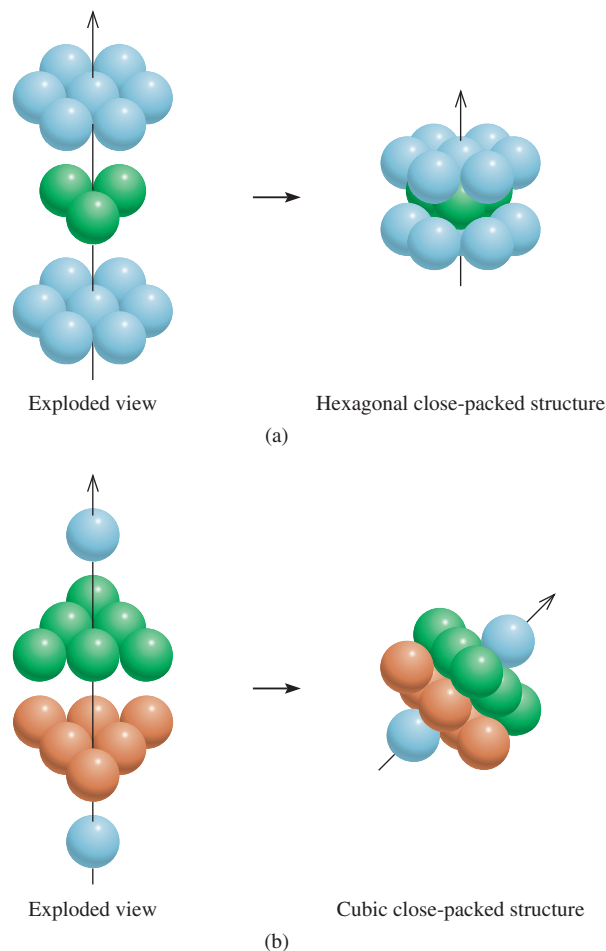 Exploded view
Hexagonal close-packed structure
(a)
Exploded view
Cubic close-packed structure
(b)